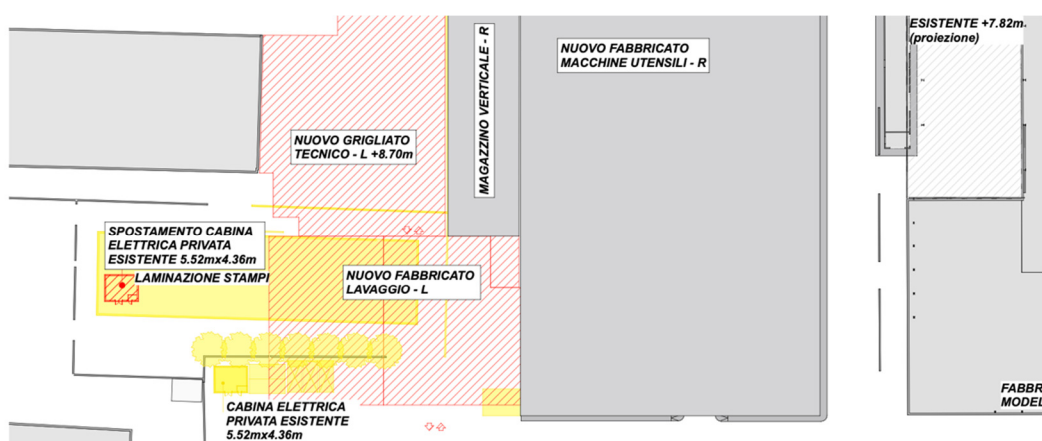 ESISTENTE +7.82m
(proiezione)
NUOVO FABBRICATO
MACCHINE UTENSILI - R
MAGAZZINO VERTICALE - R
NUOVO GRIGLIATO
TECNICO - L +8.70m
SPOSTAMENTO CABINA
ELETTRICA PRIVATA
ESISTENTE 5.52mx4.36m
LAMINAZIONE STAMPI
NUOVO FABBRICATO
LAVAGGIO - L
CABINA ELETTRICA
PRIVATA ESISTENTE
5.52mx4.36m
FABBR
MODEL